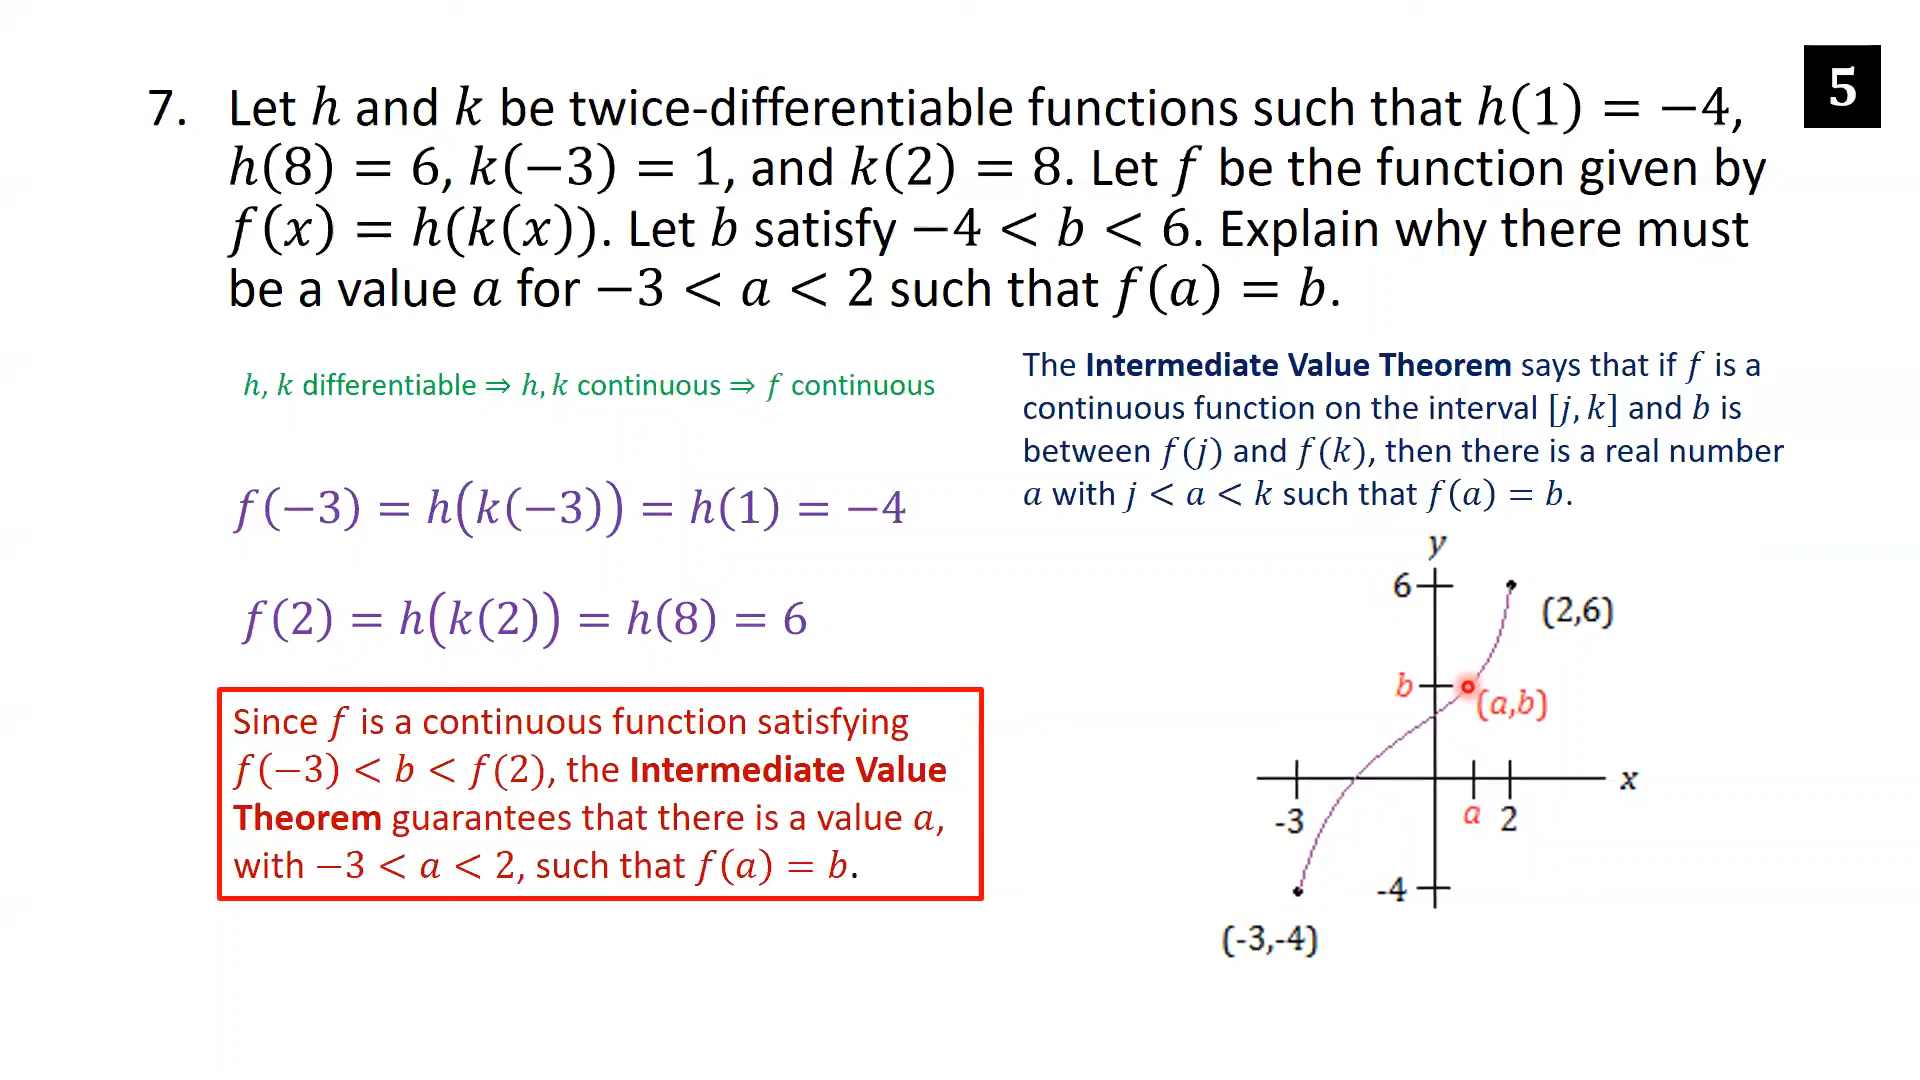 5
7. Let h and k be twice-differentiable functions such that h(1) = −4,
h(8) = 6, k(−3) = 1, and k(2) = 8. Let f be the function given by
f(x) = h(k(x)). Let b satisfy −4 < b < 6. Explain why there must
be a value a for −3 < a < 2 such that f(a) = b.
h, k differentiable ⇒ h, k continuous ⇒ f continuous
f(−3) = h(k(−3)) = h(1) = −4
f(2) = h(k(2)) = h(8) = 6
Since f is a continuous function satisfying
f(−3) < b < f(2), the Intermediate Value
Theorem guarantees that there is a value a,
with −3 < a < 2, such that f(a) = b.
The Intermediate Value Theorem says that if f is a
continuous function on the interval [j, k] and b is
between f(j) and f(k), then there is a real number
a with j < a < k such that f(a) = b.
y
6
(2,6)
b
(a,b)
x
-3
a 2
-4
(-3,-4)